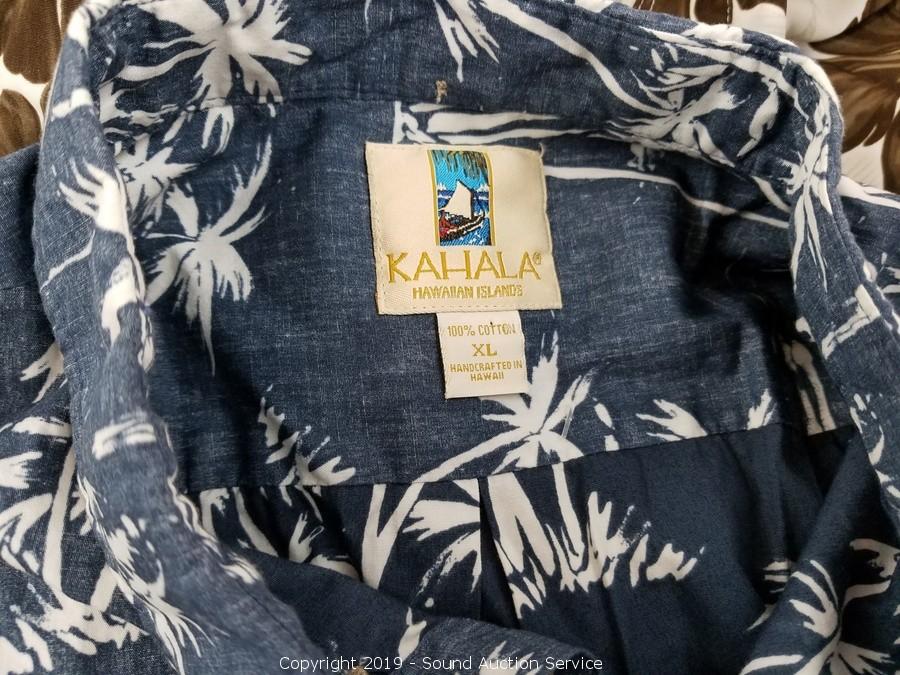 KAHALA®
HAWAIIAN ISLANDS
100% COTTON
XL
HANDCRAFTED IN
HAWAII
Copyright 2019 - Sound Auction Service